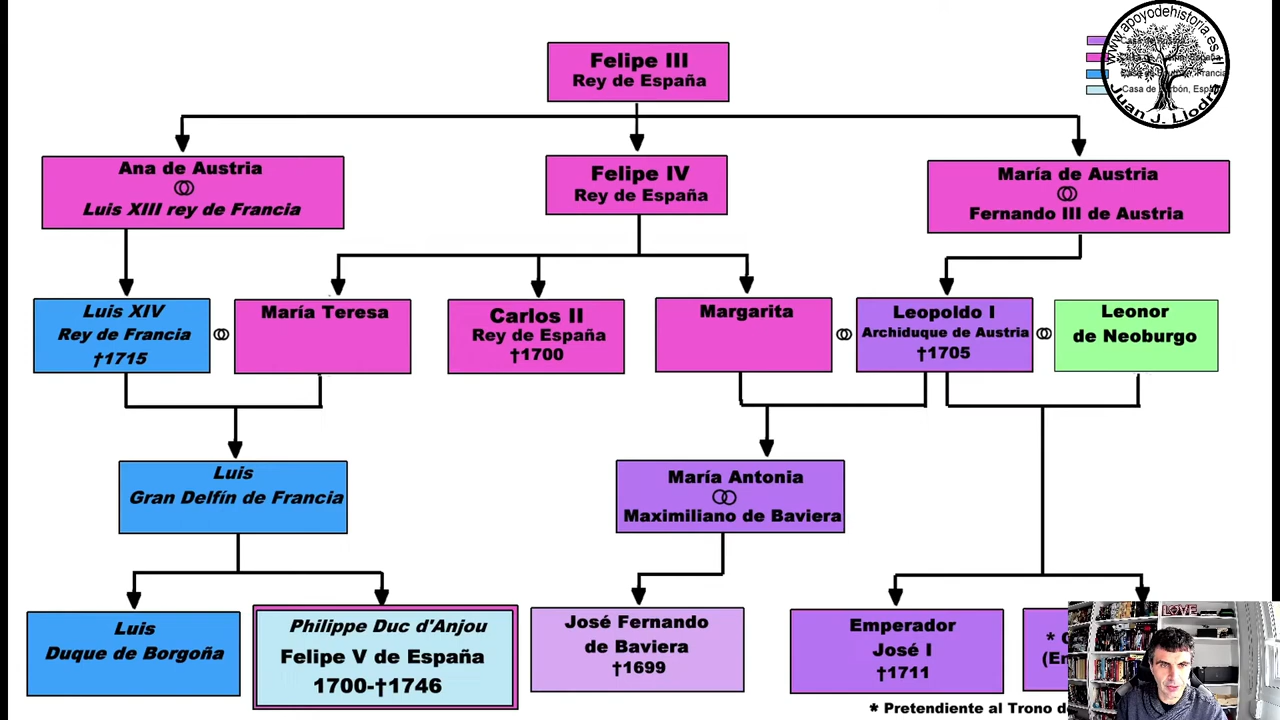 www.apoyodehistoria.es
Juan J. Llodrá
Felipe III
Rey de España
Ana de Austria
Luis XIII rey de Francia
Felipe IV
Rey de España
María de Austria
Fernando III de Austria
Luis XIV
Rey de Francia
†1715
María Teresa
Carlos II
Rey de España
†1700
Margarita
Leopoldo I
Archiduque de Austria
†1705
Leonor
de Neoburgo
Luis
Gran Delfín de Francia
María Antonia
Maximiliano de Baviera
Luis
Duque de Borgoña
Philippe Duc d'Anjou
Felipe V de España
1700-†1746
José Fernando
de Baviera
†1699
Emperador
José I
†1711
* Pretendiente al Trono
LOVE